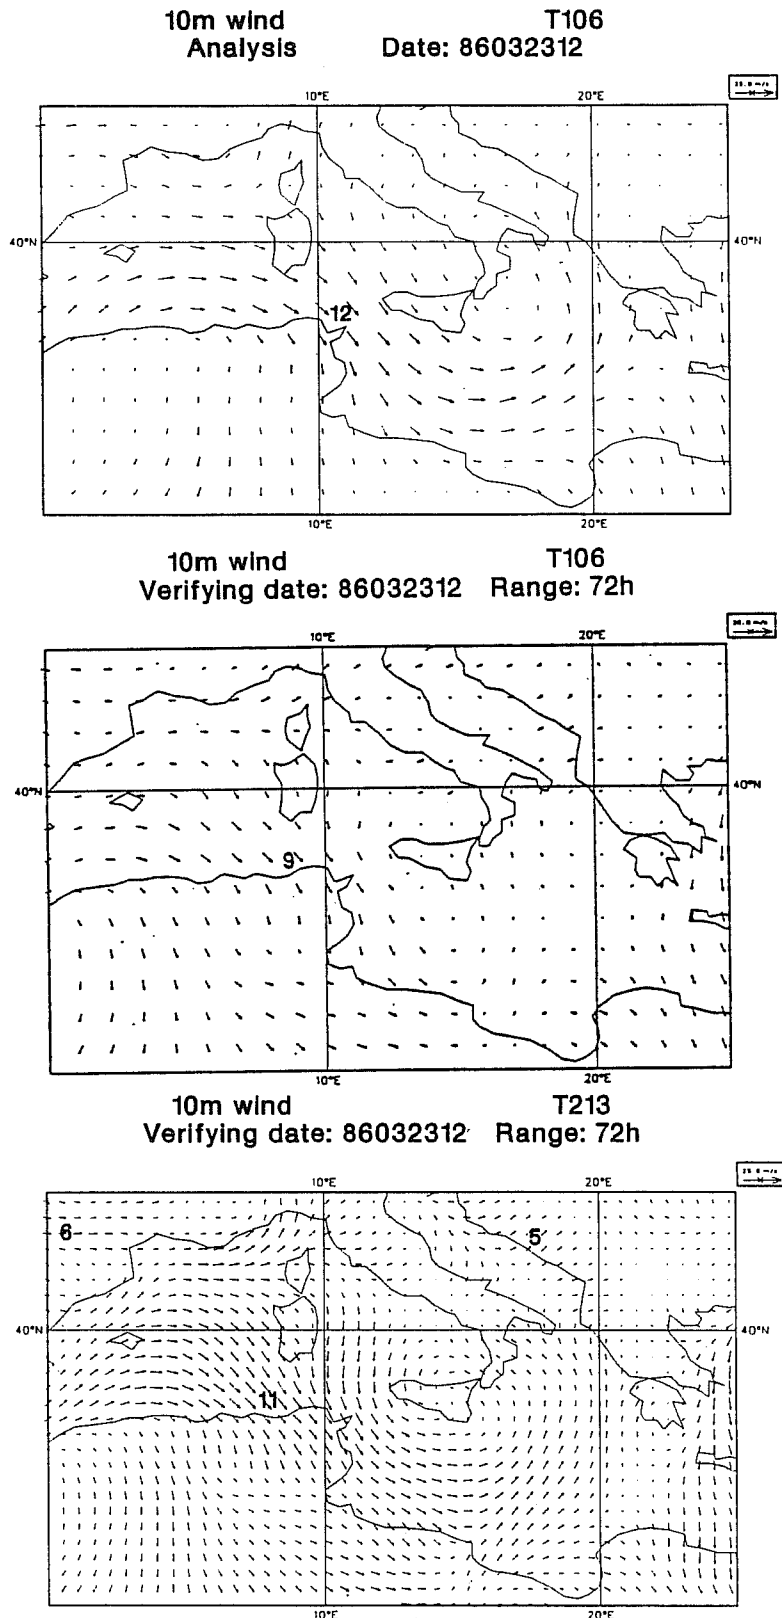 10m wind T106
Analysis Date: 86032312
10°E 20°E
40°N 40°N
12
10°E 20°E
10m wind T106
Verifying date: 86032312 Range: 72h
10°E 20°E
40°N 40°N
9
10°E 20°E
10m wind T213
Verifying date: 86032312 Range: 72h
10°E 20°E
6 5
40°N 40°N
11
10°E 20°E